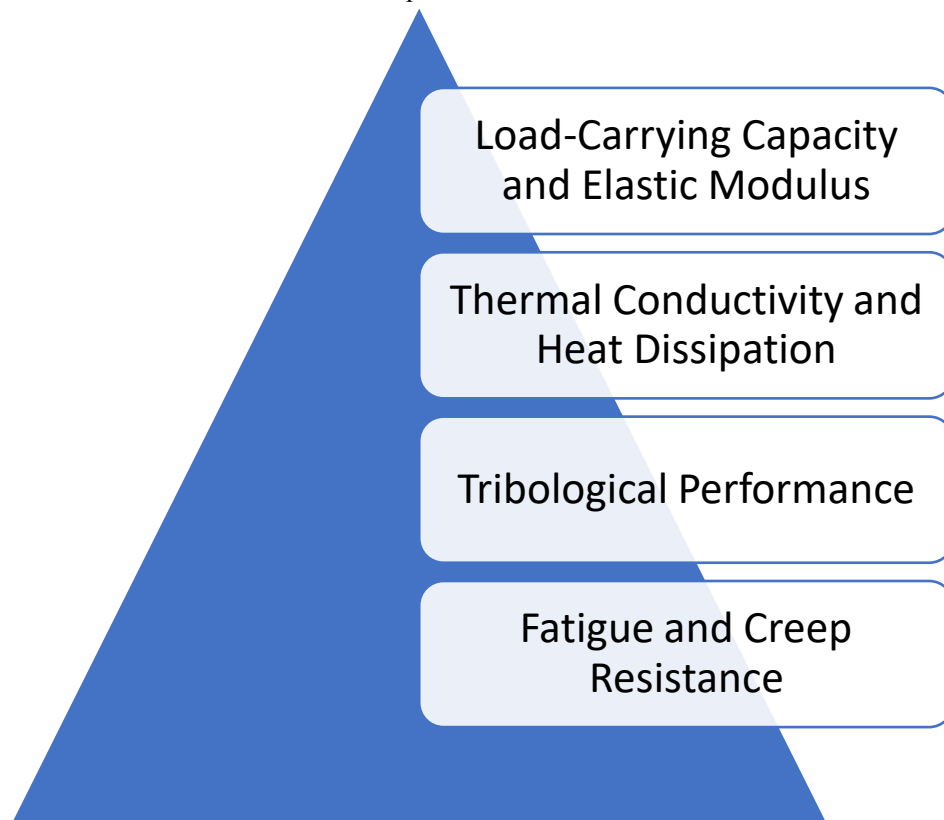 Load-Carrying Capacity
and Elastic Modulus
Thermal Conductivity and
Heat Dissipation
Tribological Performance
Fatigue and Creep
Resistance